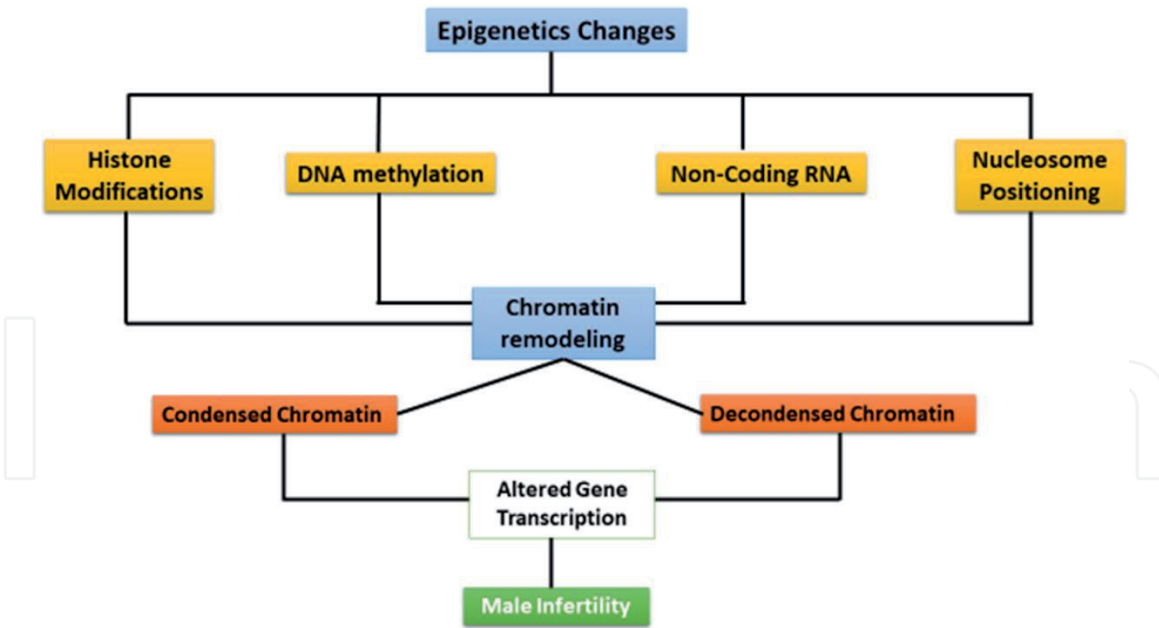 Epigenetics Changes
Histone
Modifications
DNA methylation
Non-Coding RNA
Nucleosome
Positioning
Chromatin
remodeling
Condensed Chromatin
Decondensed Chromatin
Altered Gene
Transcription
Male Infertility